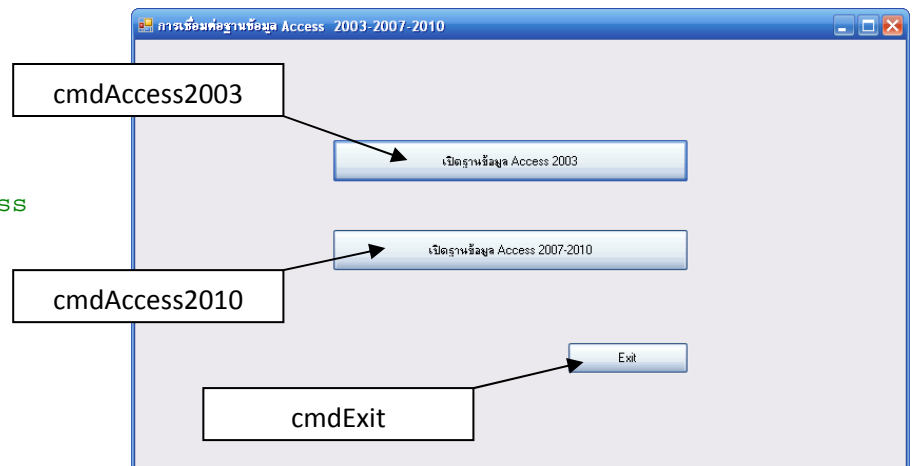 การเชื่อมต่อฐานข้อมูล Access 2003-2007-2010
cmdAccess2003
เปิดฐานข้อมูล Access 2003
ss
เปิดฐานข้อมูล Access 2007-2010
cmdAccess2010
Exit
cmdExit